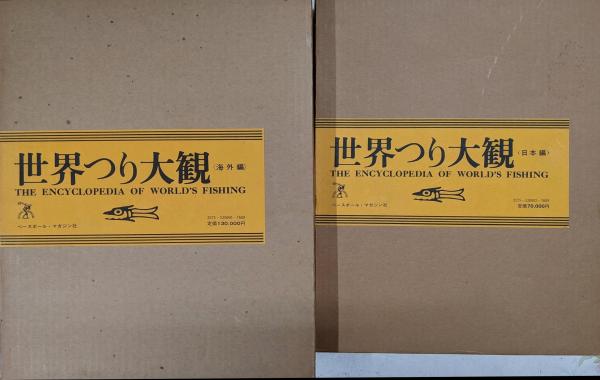 世界つり大観(海外編)
THE ENCYCLOPEDIA OF WORLD'S FISHING
ベースボール・マガジン社
定価130,000円
世界つり大観(日本編)
THE ENCYCLOPEDIA OF WORLD'S FISHING
ベースボール・マガジン社
定価70,000円